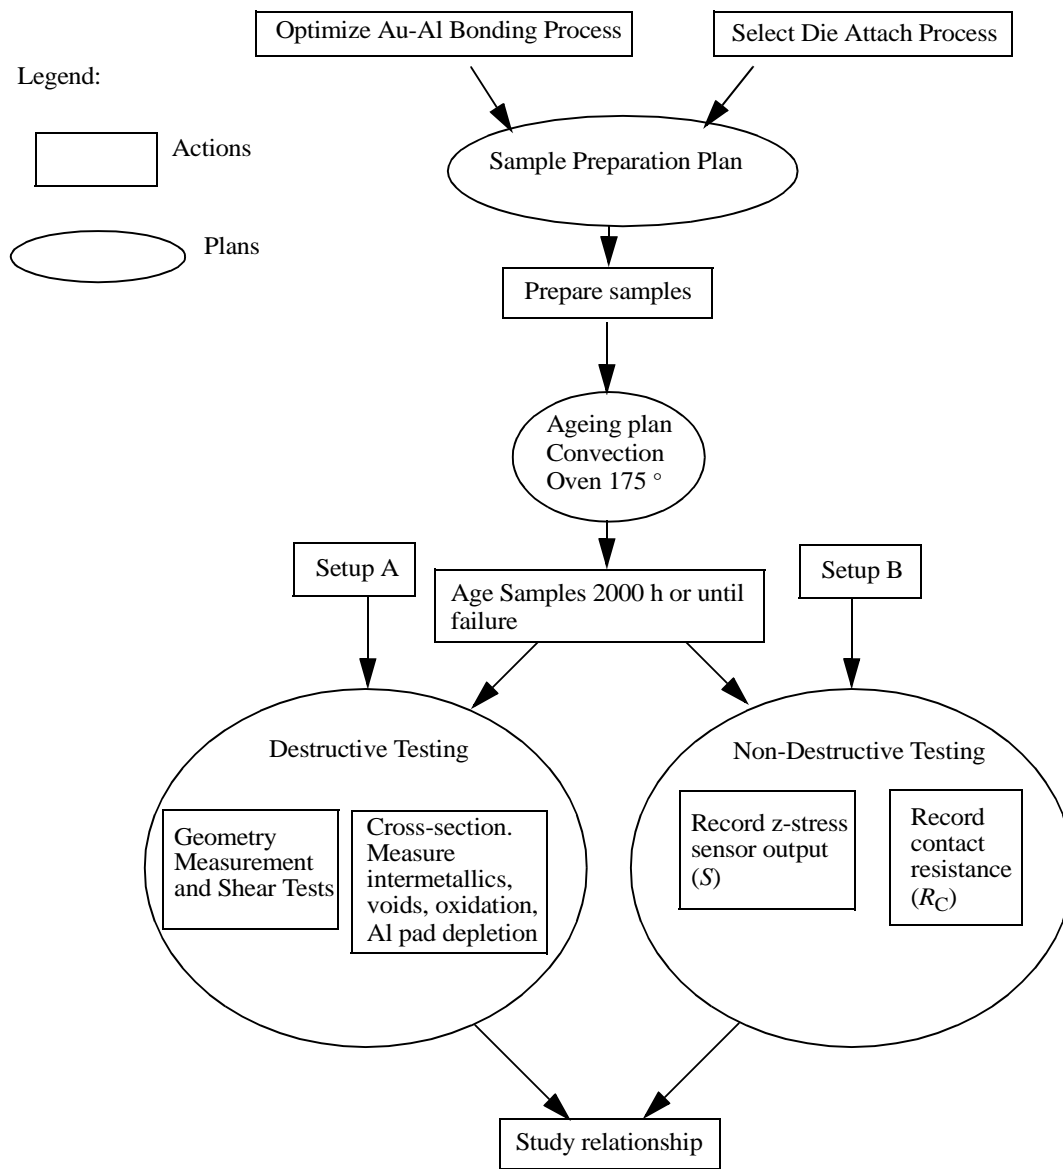 Optimize Au-Al Bonding Process
Select Die Attach Process
Legend:
Actions
Plans
Sample Preparation Plan
Prepare samples
Ageing plan
Convection
Oven 175 °
Setup A
Age Samples 2000 h or until
failure
Setup B
Destructive Testing
Geometry
Measurement
and Shear Tests
Cross-section.
Measure
intermetallics,
voids, oxidation,
Al pad depletion
Non-Destructive Testing
Record z-stress
sensor output
(S)
Record
contact
resistance
(RC)
Study relationship